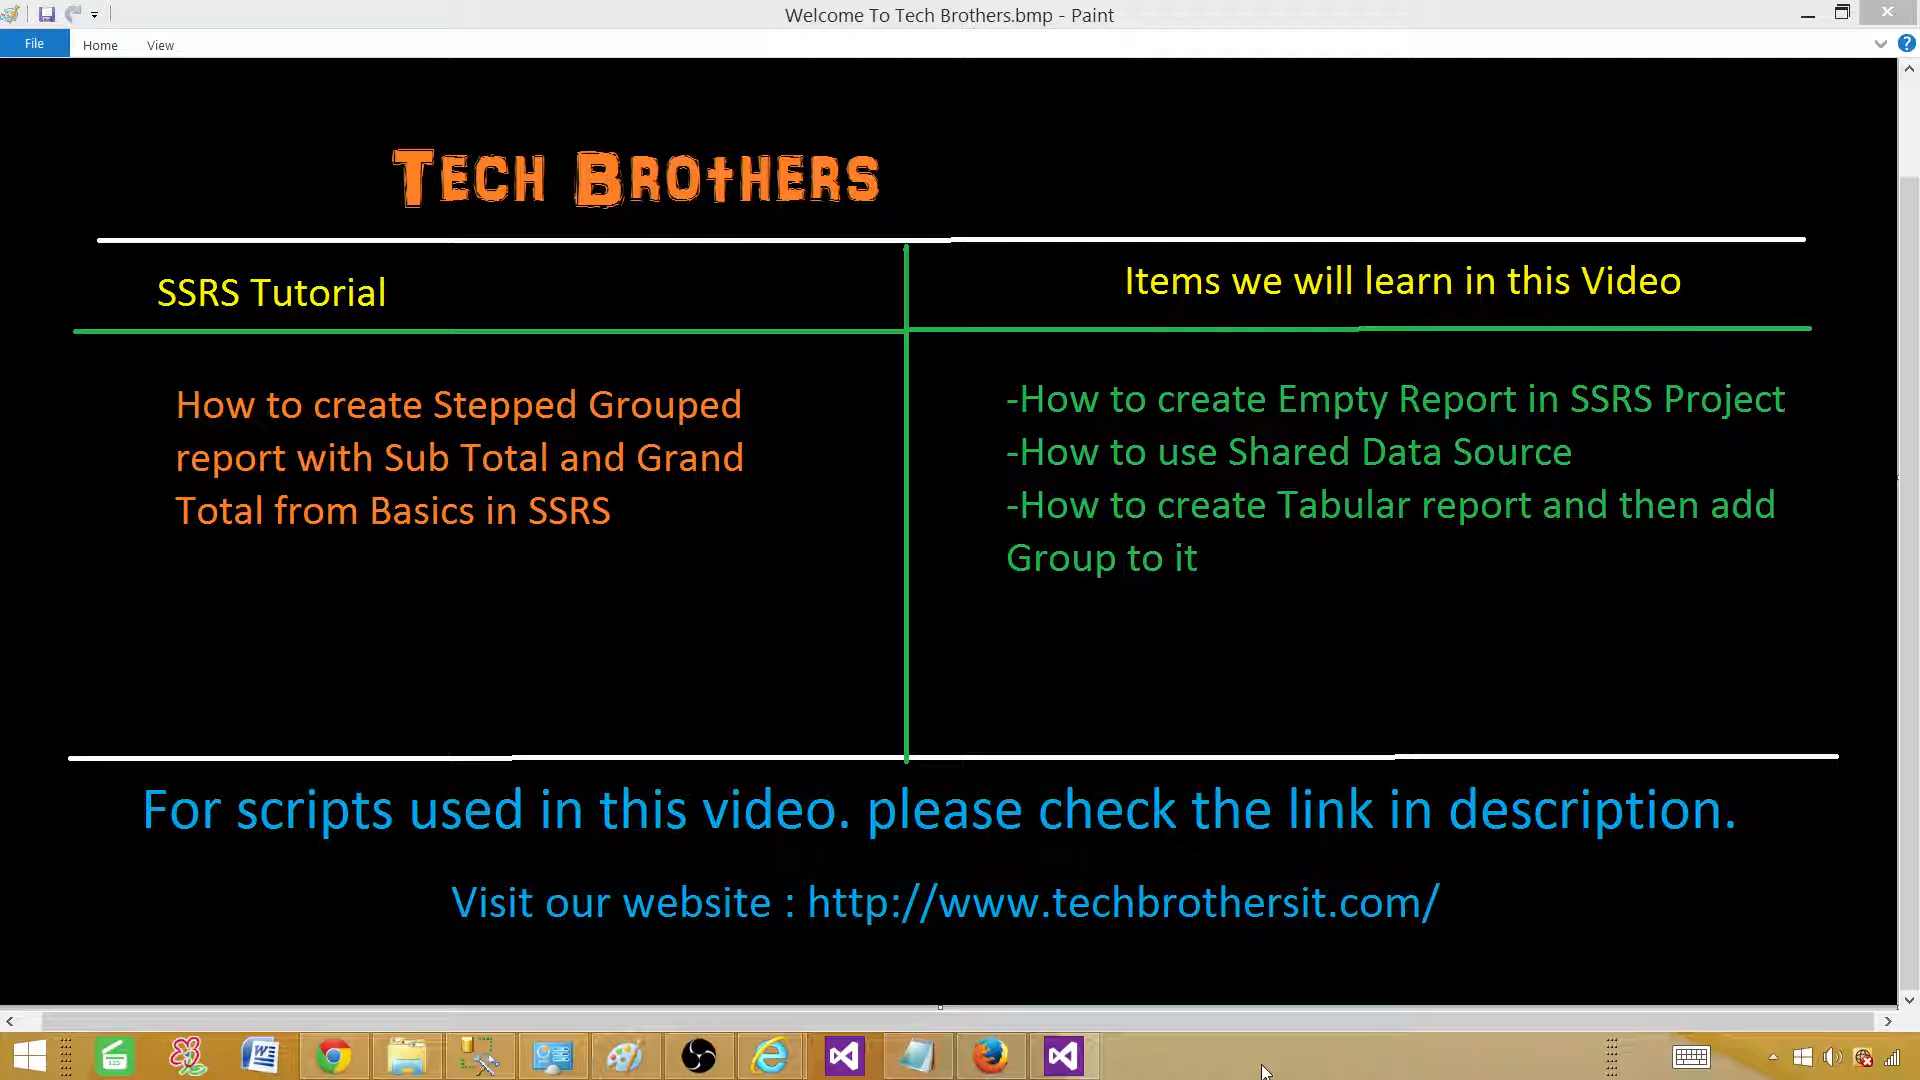 Welcome To Tech Brothers.bmp - Paint
File
Home
View
Tech Brothers
SSRS Tutorial
Items we will learn in this Video
How to create Stepped Grouped
report with Sub Total and Grand
Total from Basics in SSRS
-How to create Empty Report in SSRS Project
-How to use Shared Data Source
-How to create Tabular report and then add
Group to it
For scripts used in this video. please check the link in description.
Visit our website : http://www.techbrothersit.com/